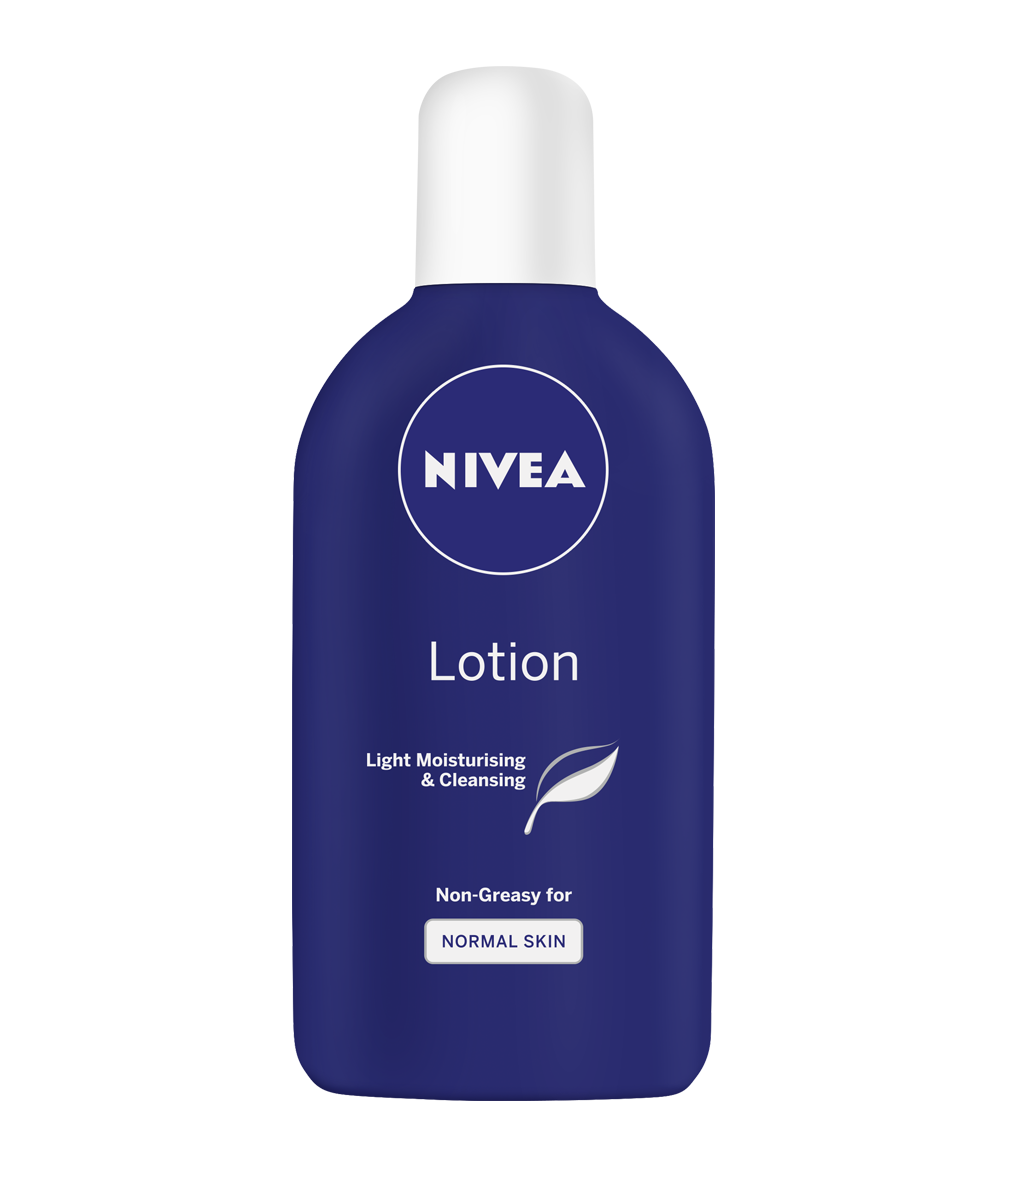 NIVEA
Lotion
Light Moisturising
& Cleansing
Non-Greasy for
NORMAL SKIN